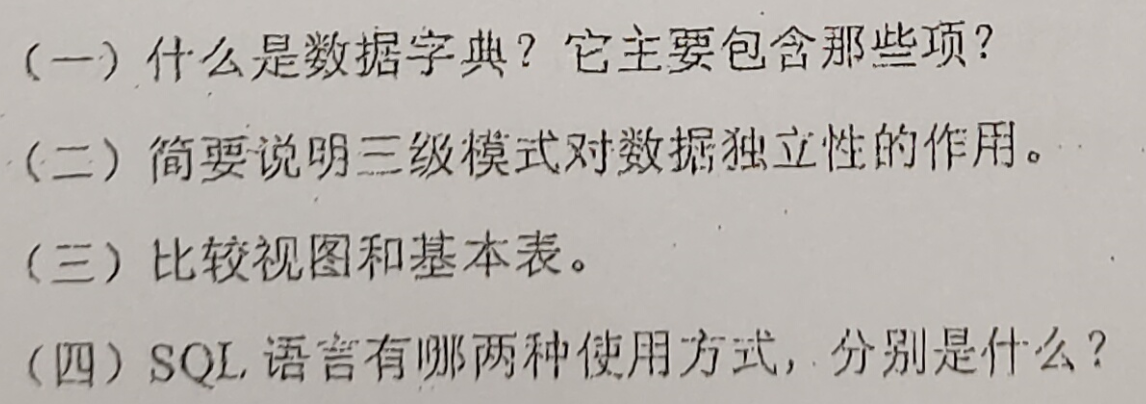 （一）什么是数据字典？它主要包含那些项？
（二）简要说明三级模式对数据独立性的作用。
（三）比较视图和基本表。
（四）SQL 语言有哪两种使用方式，分别是什么？